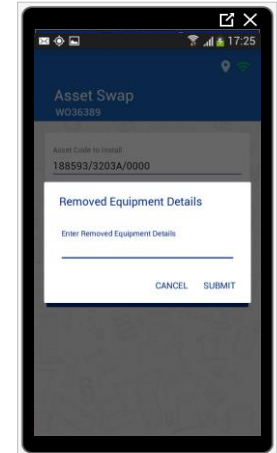 17:25
Asset Swap
WO36389
Asset Code to Install
188593/3203A/0000
Removed Equipment Details
Enter Removed Equipment Details
CANCEL SUBMIT